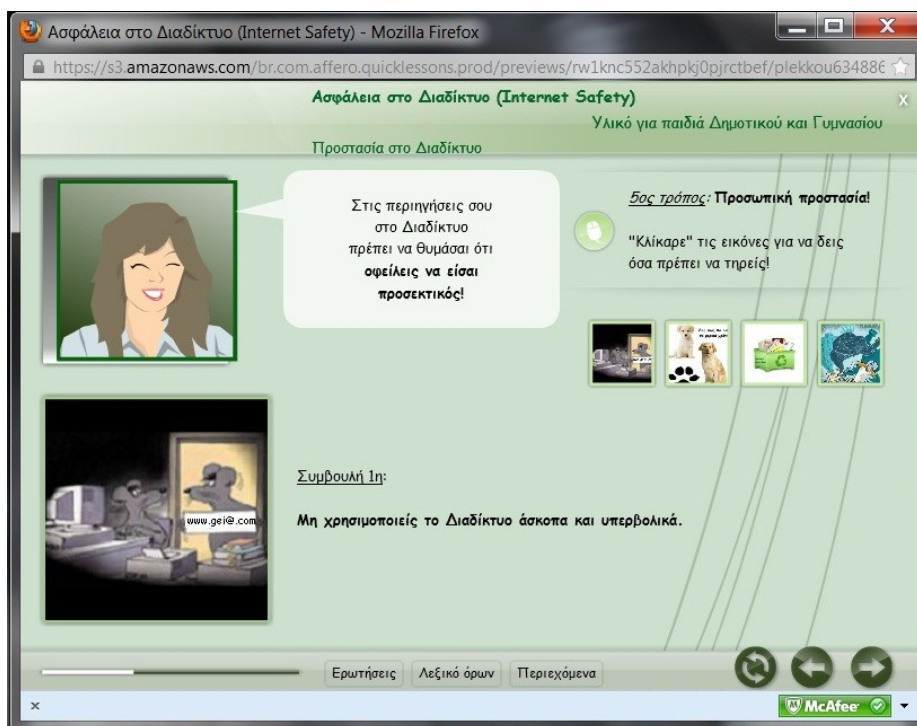 Ασφάλεια στο Διαδίκτυο (Internet Safety) - Mozilla Firefox
https://s3.amazonaws.com/br.com.affero.quicklessons.prod/previews/rw1knc552akhpkj0pjrctbef/plekkou634886
Ασφάλεια στο Διαδίκτυο (Internet Safety)
x
Υλικό για παιδιά Δημοτικού και Γυμνασίου
Προστασία στο Διαδίκτυο
Στις περιηγήσεις σου
στο Διαδίκτυο
πρέπει να θυμάσαι ότι
οφείλεις να είσαι
προσεκτικός!
5ος τρόπος: Προσωπική προστασία!
"Κλίκαρε" τις εικόνες για να δεις
όσα πρέπει να τηρείς!
www.gei@.com
Συμβουλή 1η:
Μη χρησιμοποιείς το Διαδίκτυο άσκοπα και υπερβολικά.
Ερωτήσεις
Λεξικό όρων
Περιεχόμενα
McAfee